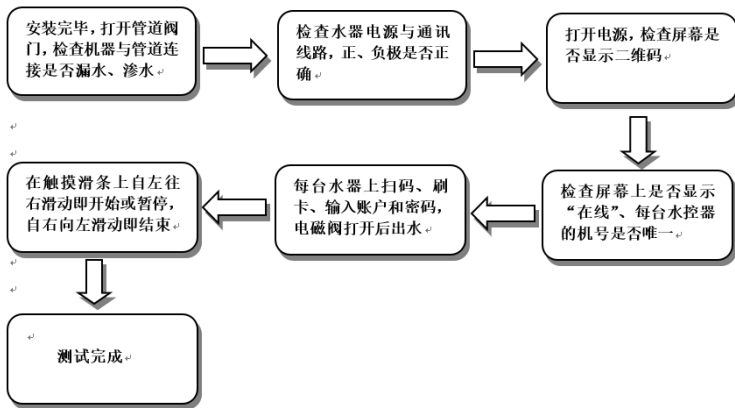 安装完毕，打开管道阀
门，检查机器与管道连
接是否漏水、渗水
检查水器电源与通讯
线路，正、负极是否正
确
打开电源，检查屏幕是
否显示二维码
检查屏幕上是否显示
“在线”、每台水控器
的机号是否唯一
每台水器上扫码、刷
卡、输入账户和密码，
电磁阀打开后出水
在触摸滑条上自左往
右滑动即开始或暂停，
自右向左滑动即结束
测试完成